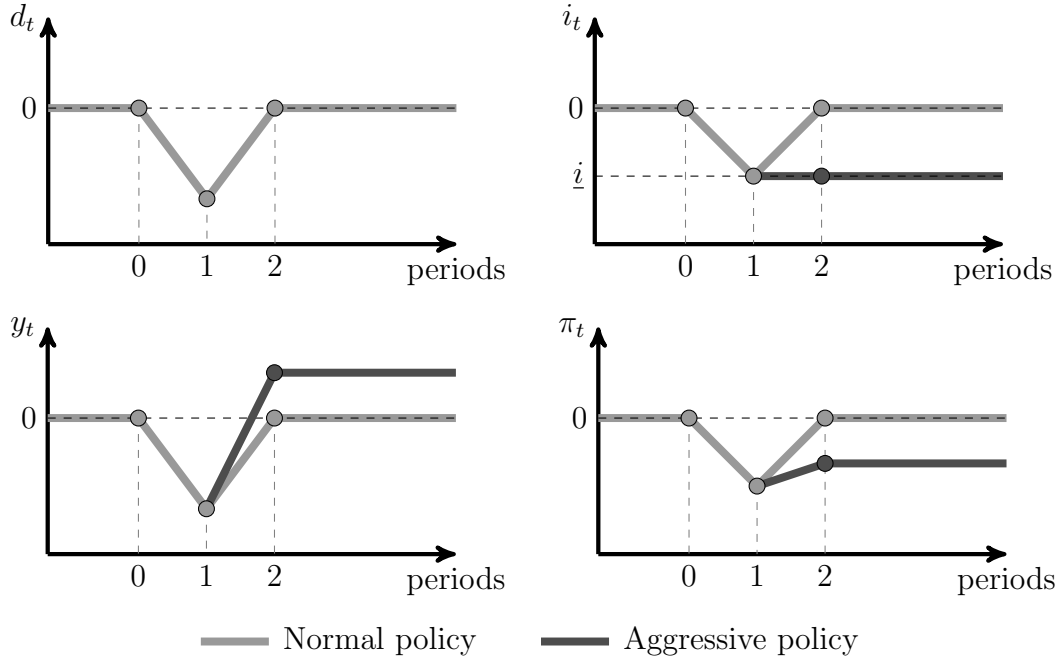 d_t
0
0 1 2 periods
i_t
0
i
0 1 2 periods
y_t
0
0 1 2 periods
π_t
0
0 1 2 periods
Normal policy Aggressive policy